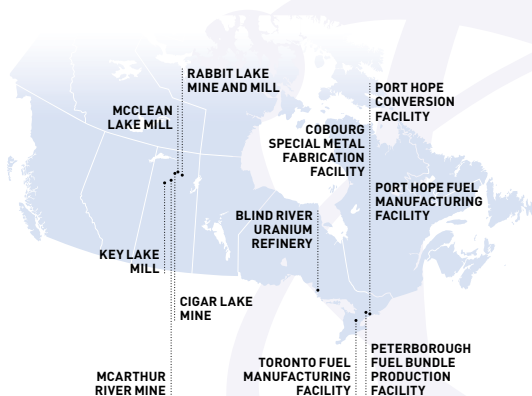 RABBIT LAKE
MINE AND MILL
MCCLEAN
LAKE MILL
PORT HOPE
CONVERSION
FACILITY
COBOURG
SPECIAL METAL
FABRICATION
FACILITY
PORT HOPE FUEL
MANUFACTURING
FACILITY
BLIND RIVER
URANIUM
REFINERY
KEY LAKE
MILL
CIGAR LAKE
MINE
MCARTHUR
RIVER MINE
TORONTO FUEL
MANUFACTURING
FACILITY
PETERBOROUGH
FUEL BUNDLE
PRODUCTION
FACILITY